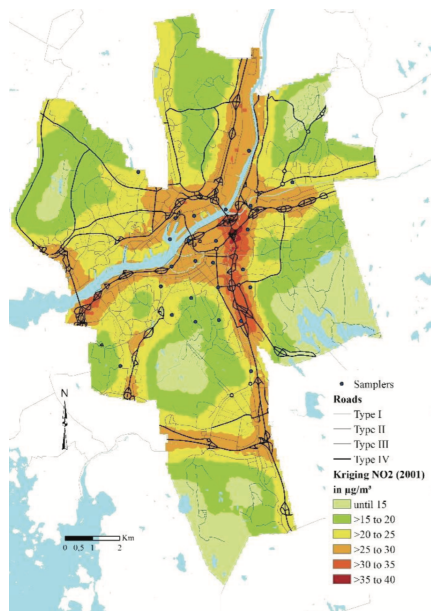 Samplers
Roads
Type I
Type II
Type III
Type IV
Kriging NO2 (2001)
in µg/m³
until 15
>15 to 20
>20 to 25
>25 to 30
>30 to 35
>35 to 40
N
0 0,5 1 2 Km